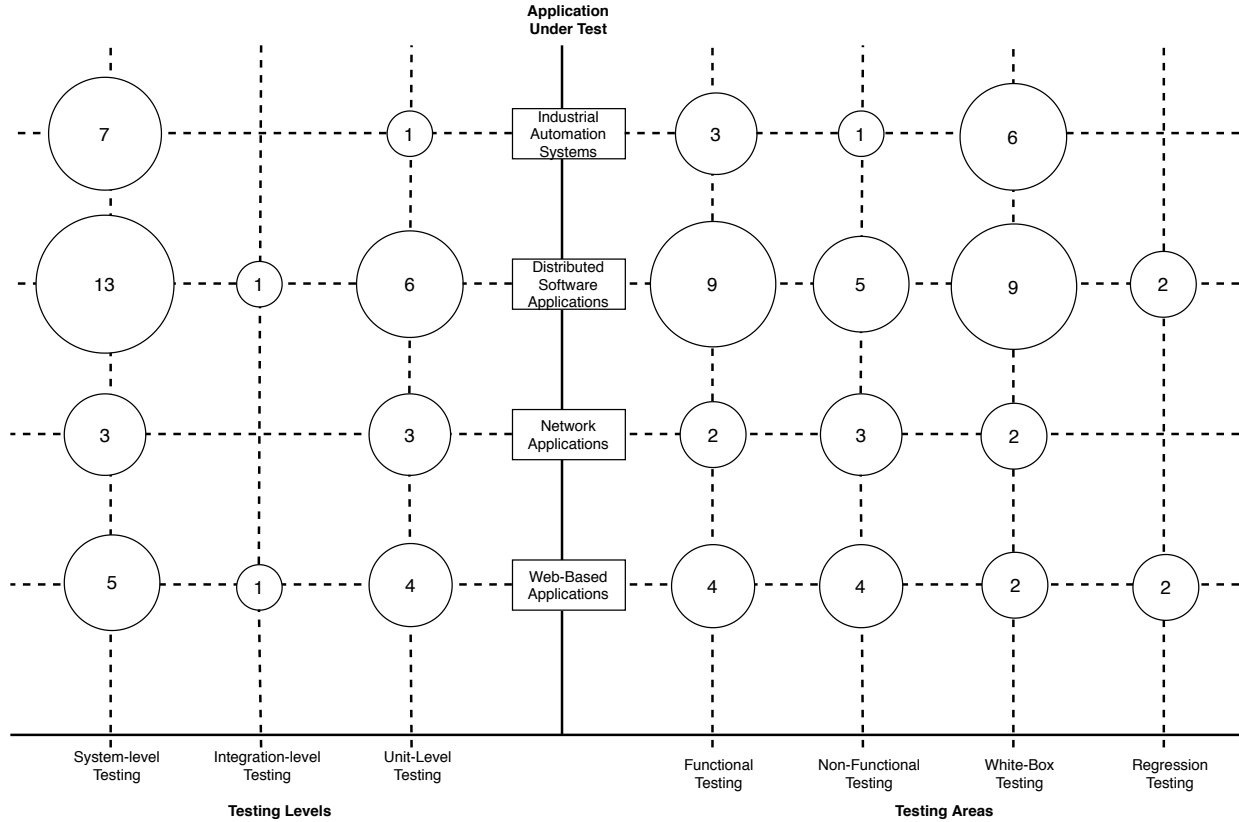 Application
Under Test
7
1
Industrial
Automation
Systems
3
1
6
13
1
6
Distributed
Software
Applications
9
5
9
2
3
3
Network
Applications
2
3
2
5
1
4
Web-Based
Applications
4
4
2
2
System-level
Testing
Integration-level
Testing
Unit-Level
Testing
Functional
Testing
Non-Functional
Testing
White-Box
Testing
Regression
Testing
Testing Levels
Testing Areas